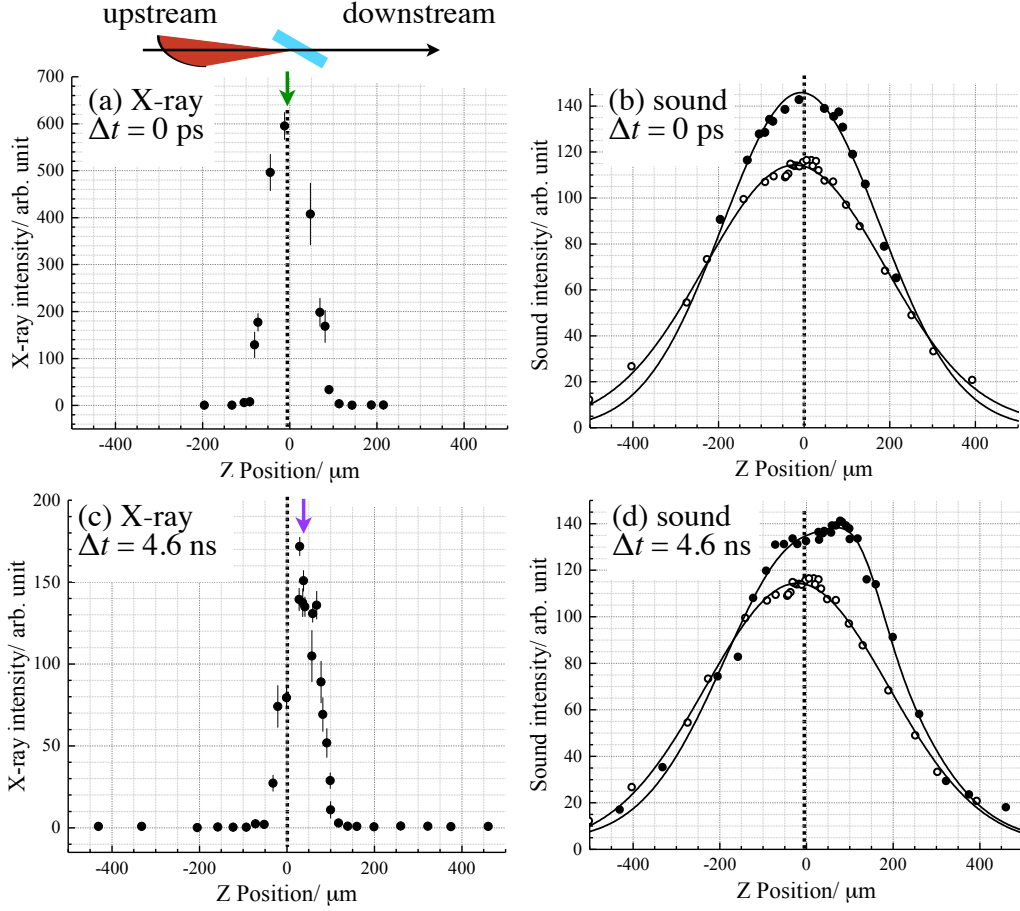 upstream downstream
(a) X-ray
Δt = 0 ps
X-ray intensity/ arb. unit
700
600
500
400
300
200
100
0
-400 -200 0 200 400
Z Position/ μm
(b) sound
Δt = 0 ps
Sound intensity/ arb. unit
140
120
100
80
60
40
20
0
-400 -200 0 200 400
Z Position/ μm
(c) X-ray
Δt = 4.6 ns
X-ray intensity/ arb. unit
200
150
100
50
0
-400 -200 0 200 400
Z Position/ μm
(d) sound
Δt = 4.6 ns
Sound intensity/ arb. unit
140
120
100
80
60
40
20
0
-400 -200 0 200 400
Z Position/ μm